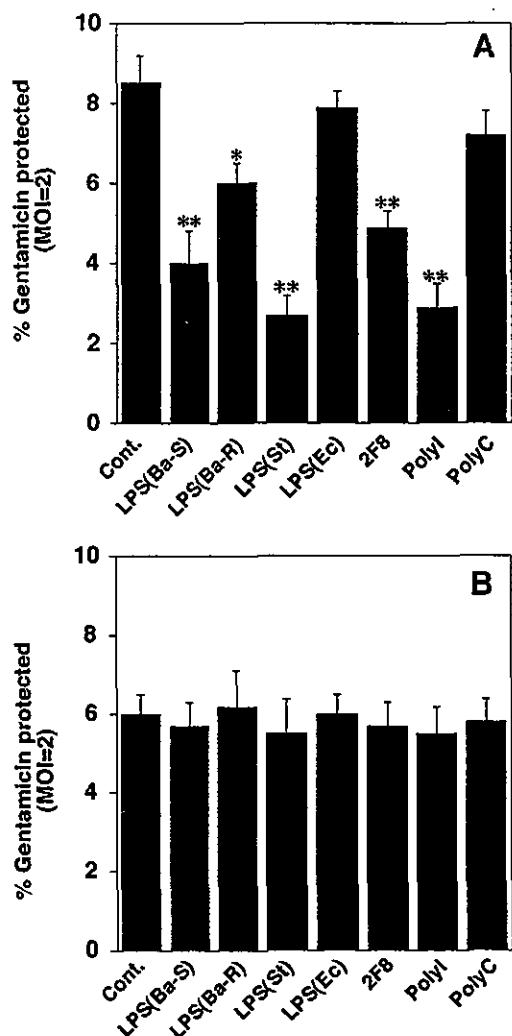 A
% Gentamicin protected
(MOI=2)
10
8
6
4
2
0
**
*
**
**
**
Cont.
LPS(Ba-S)
LPS(Ba-R)
LPS(St)
LPS(Ec)
2F8
PolyI
PolyC
B
% Gentamicin protected
(MOI=2)
10
8
6
4
2
0
Cont.
LPS(Ba-S)
LPS(Ba-R)
LPS(St)
LPS(Ec)
2F8
PolyI
PolyC